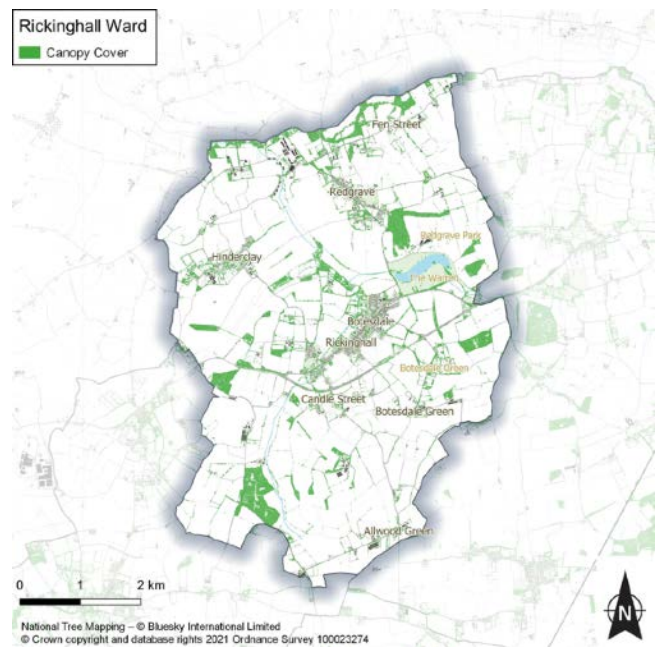 Rickinghall Ward
Canopy Cover
Fen Street
Redgrave
Redgrave Park
Hinderclay
The Warren
Botesdale
Rickinghall
Botesdale Green
Candle Street
Botesdale Green
Allwood Green
0 1 2 km
N
National Tree Mapping – © Bluesky International Limited
© Crown copyright and database rights 2021 Ordnance Survey 100023274